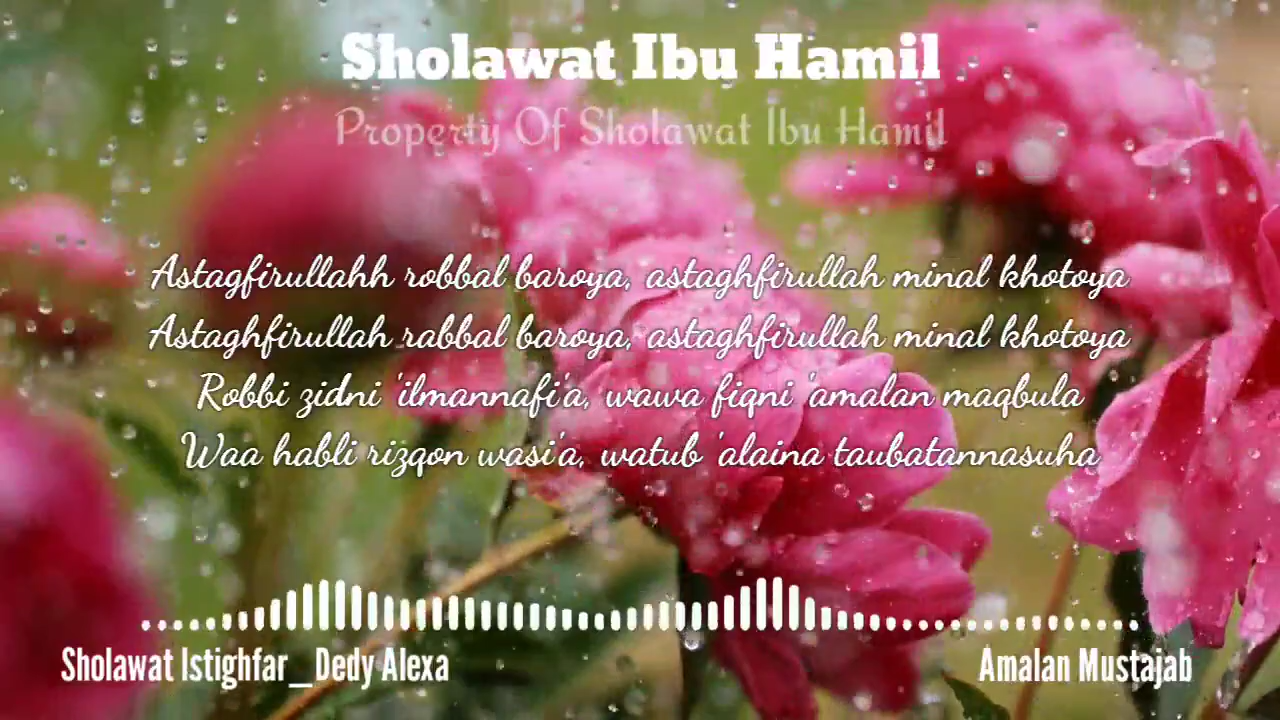 Sholawat Ibu Hamil
Property Of Sholawat Ibu Hamil
Astagfirullahh robbal baroya, astaghfirullah minal khotoya
Astaghfirullah rabbal baroya, astaghfirullah minal khotoya
Robbi zidni 'ilmannafi'a, wawa fiqni 'amalan maqbula
Waa habli rizqon wasi'a, watub 'alaina taubatannasuha
Sholawat Istighfar_Dedy Alexa
Amalan Mustajab